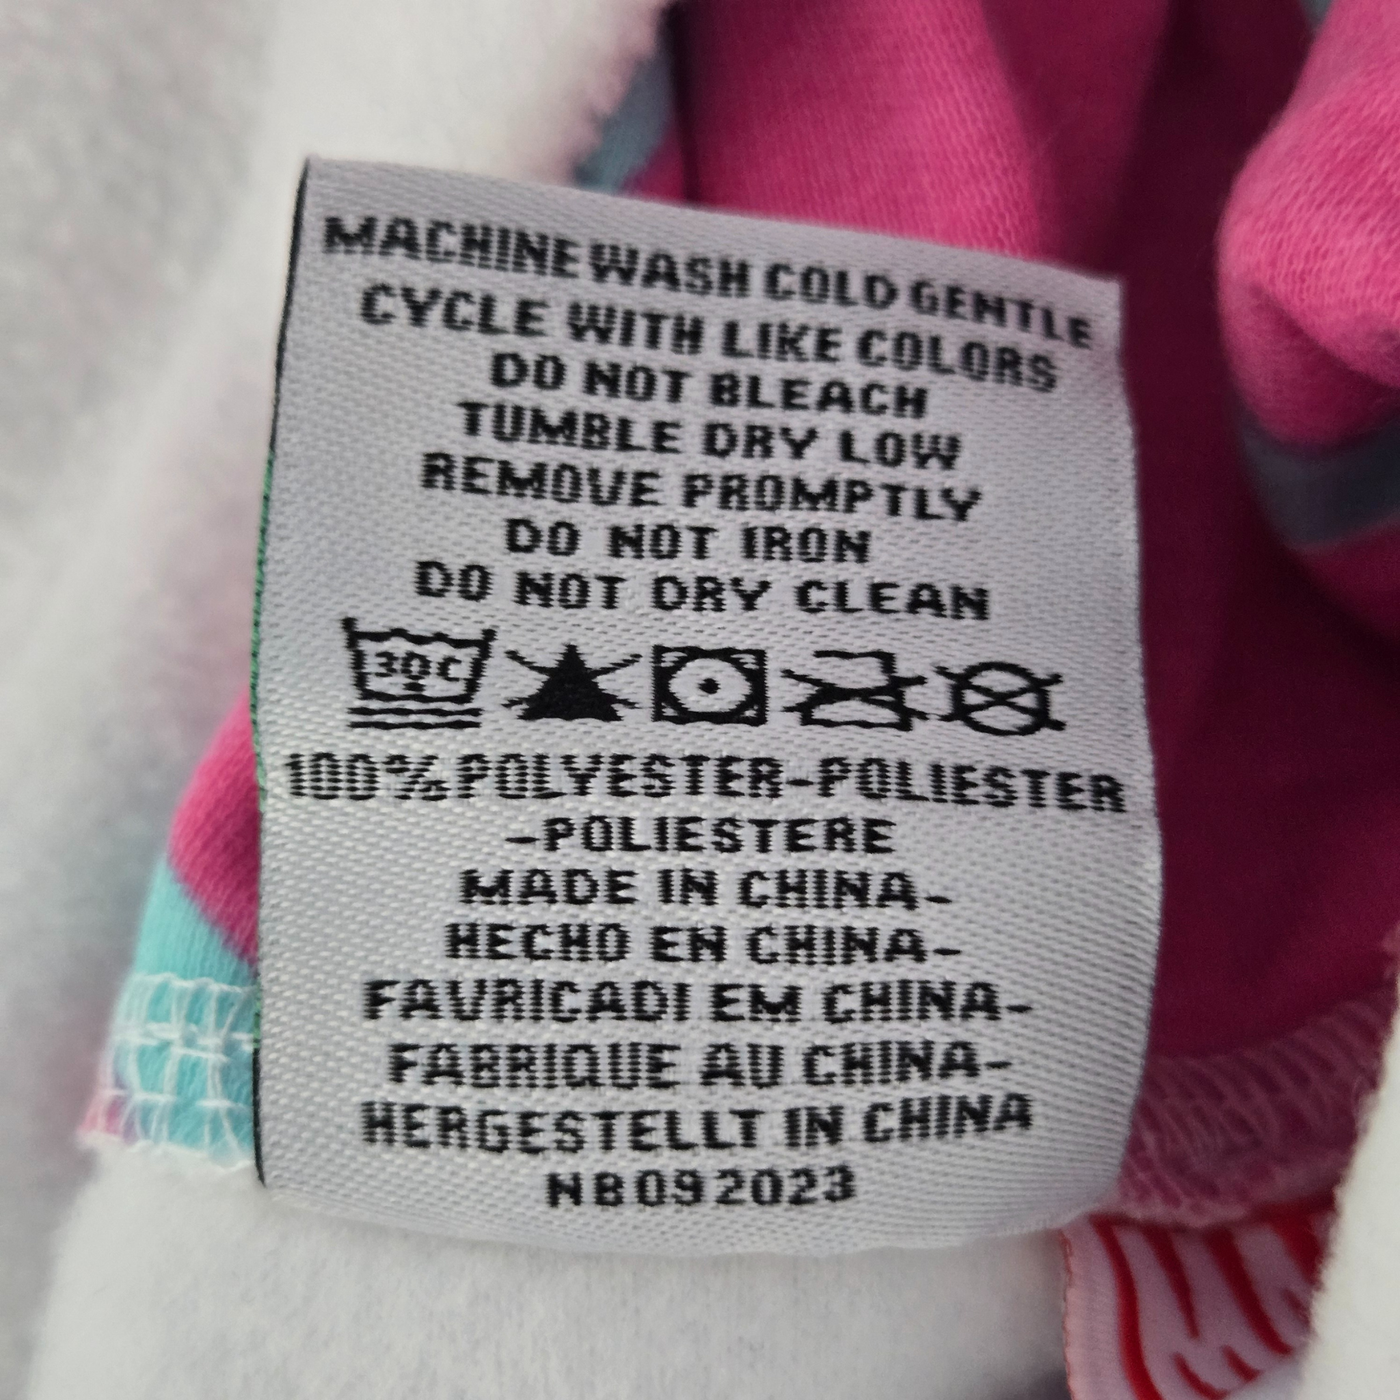 MACHINE WASH COLD GENTLE
CYCLE WITH LIKE COLORS
DO NOT BLEACH
TUMBLE DRY LOW
REMOVE PROMPTLY
DO NOT IRON
DO NOT DRY CLEAN
30°C
100% POLYESTER-POLIESTER
-POLIESTERE
MADE IN CHINA-
HECHO EN CHINA-
FAVRICADI EM CHINA-
FABRIQUE AU CHINA-
HERGESTELLT IN CHINA
NB092023